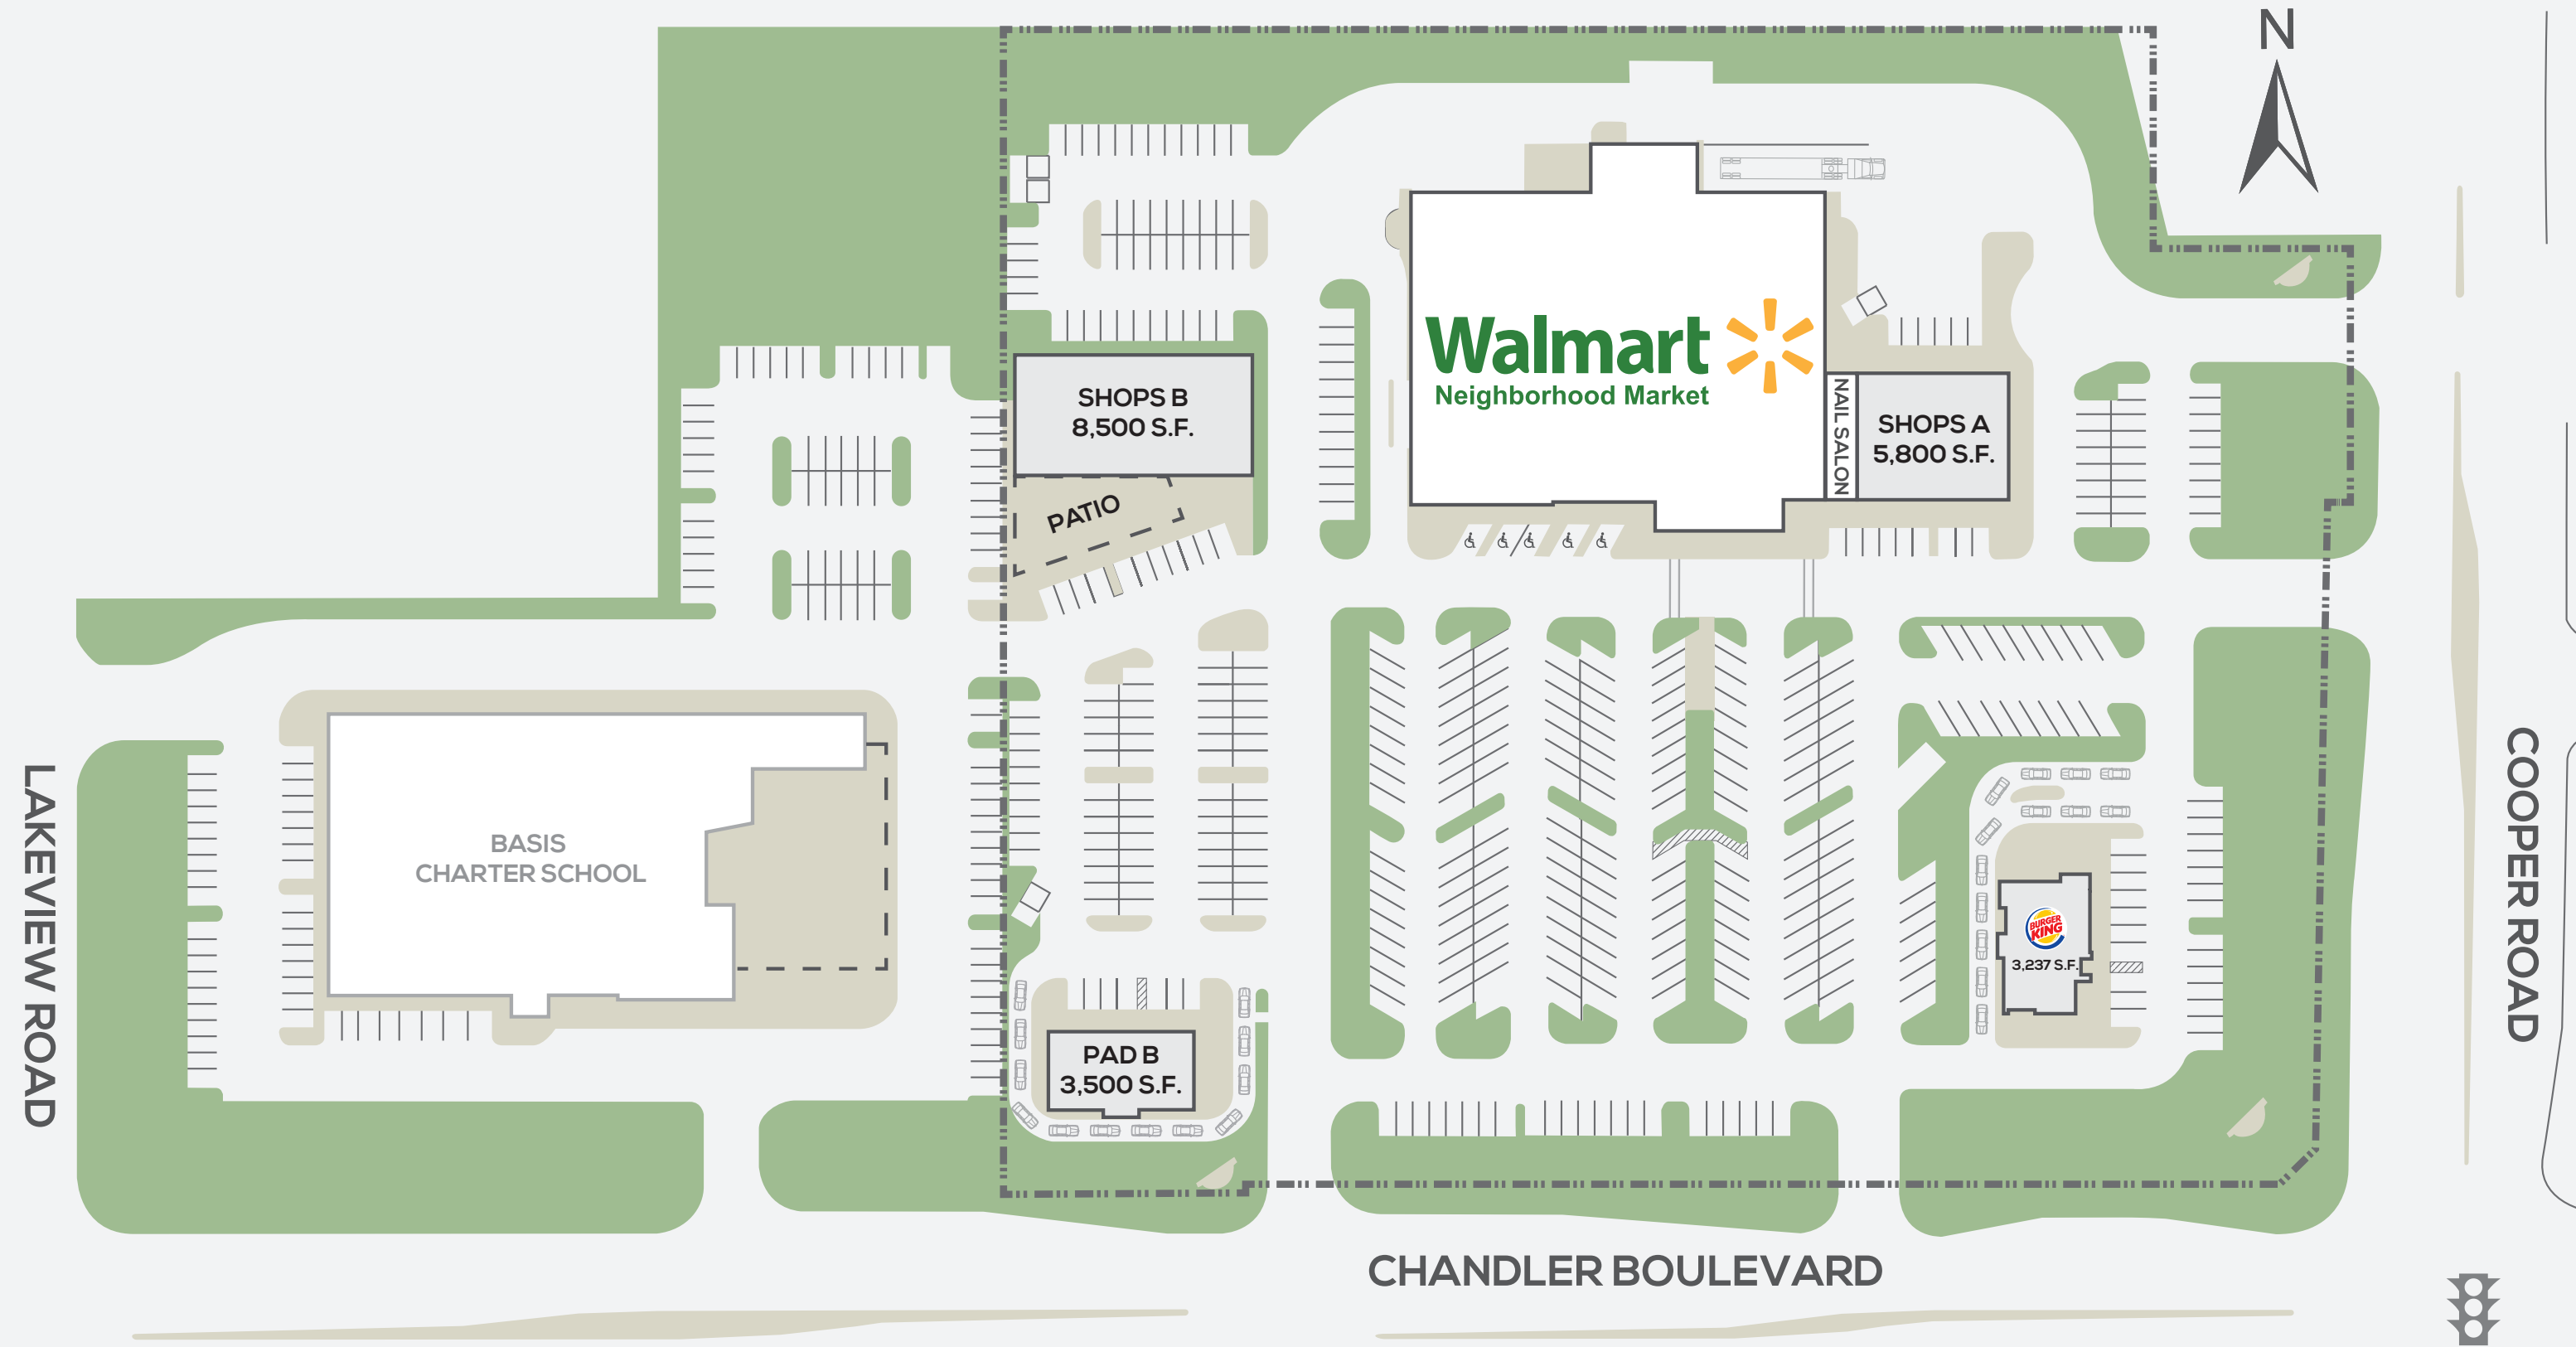 N
SHOPS B
8,500 S.F.
PATIO
Walmart
Neighborhood Market
NAIL SALON
SHOPS A
5,800 S.F.
BASIS
CHARTER SCHOOL
LAKEVIEW ROAD
COOPER ROAD
BURGER
KING
3,237 S.F.
PAD B
3,500 S.F.
CHANDLER BOULEVARD